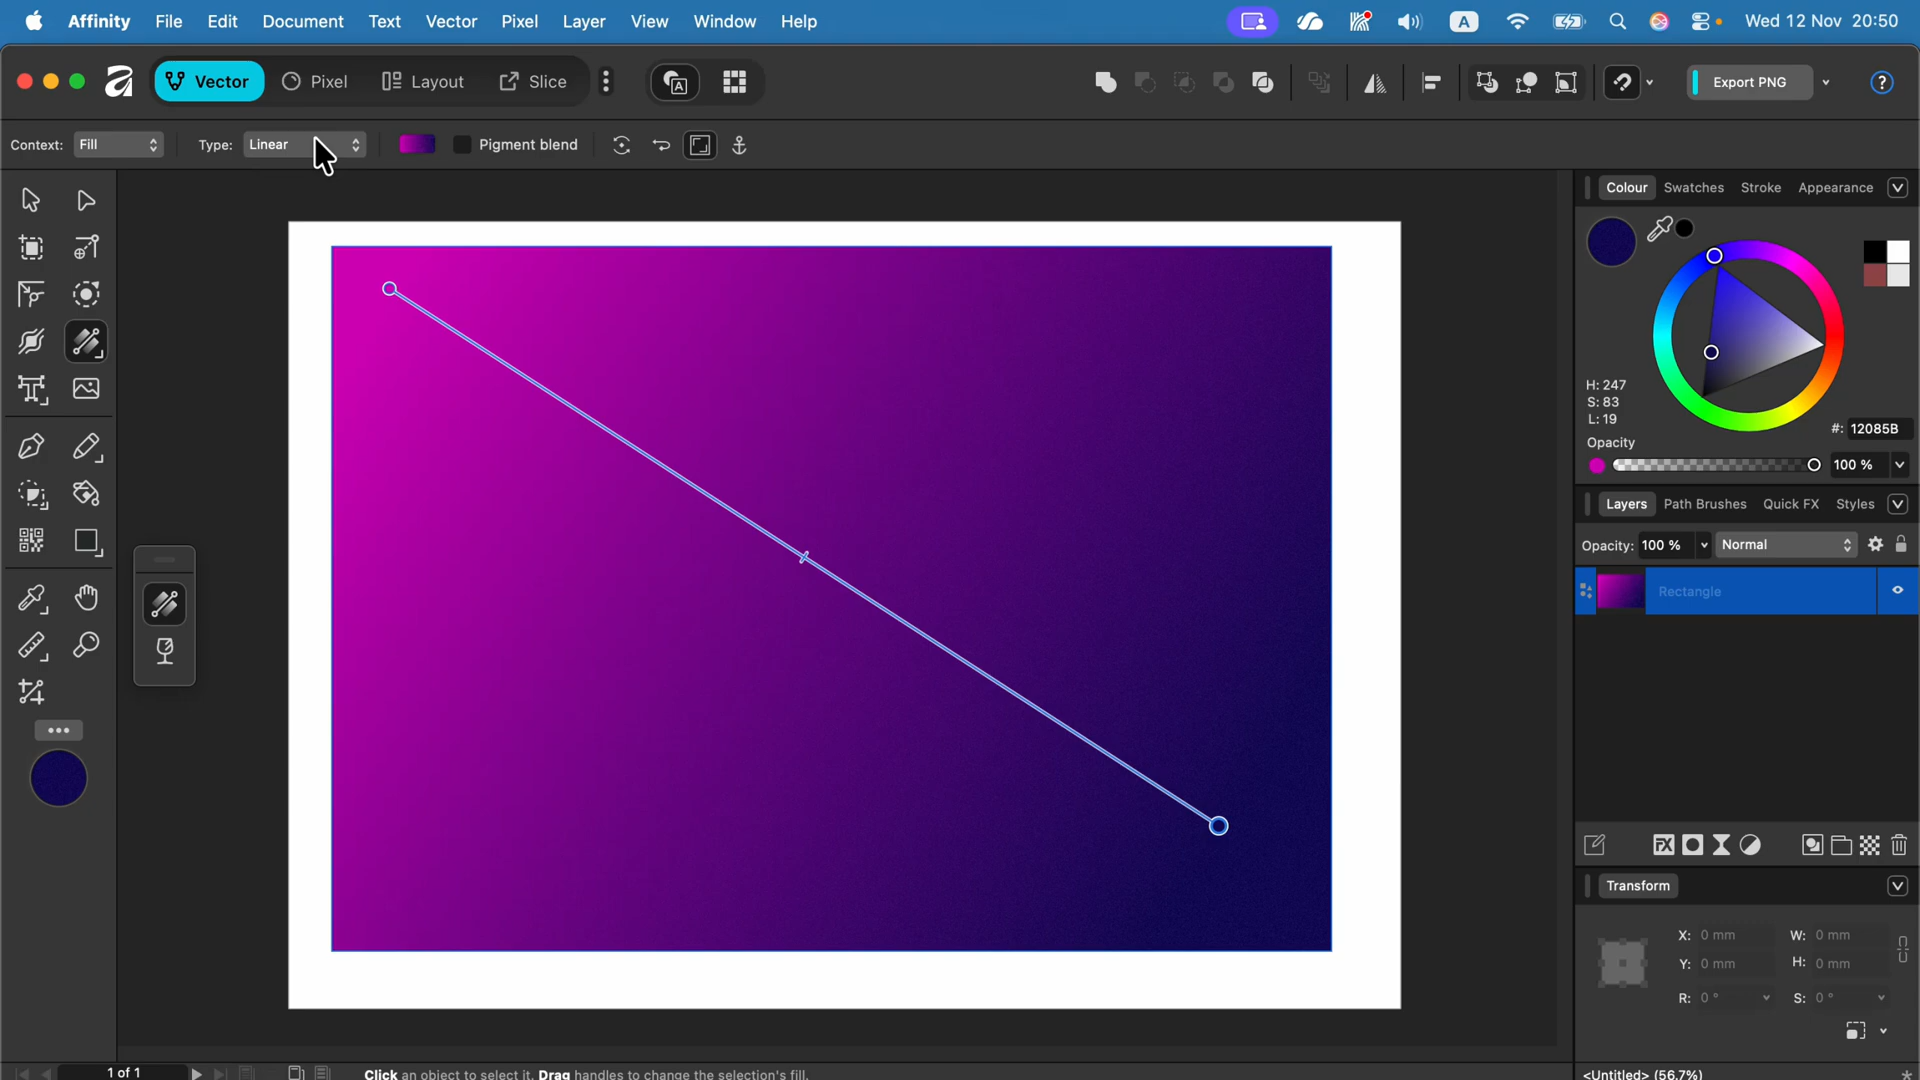 Affinity File Edit Document Text Vector Pixel Layer View Window Help A Wed 12 Nov 20:50
Vector Pixel Layout Slice A Export PNG ?
Context: Fill Type: Linear Pigment blend
Colour Swatches Stroke Appearance
H: 247
S: 83
L: 19
#: 12085B
Opacity
100 %
Layers Path Brushes Quick FX Styles
Opacity: 100 % Normal
Rectangle
FX
Transform
X: 0 mm W: 0 mm
Y: 0 mm H: 0 mm
R: 0 ° S: 0 °
1 of 1 Click an object to select it. Drag handles to change the selection's fill. <Untitled> (56.7%)